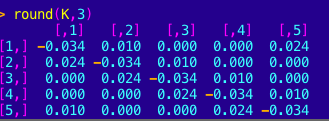 > round(K,3)
[,1] [,2] [,3] [,4] [,5]
[1,] -0.034 0.010 0.000 0.000 0.024
[2,] 0.024 -0.034 0.010 0.000 0.000
[3,] 0.000 0.024 -0.034 0.010 0.000
[4,] 0.000 0.000 0.024 -0.034 0.010
[5,] 0.010 0.000 0.000 0.024 -0.034